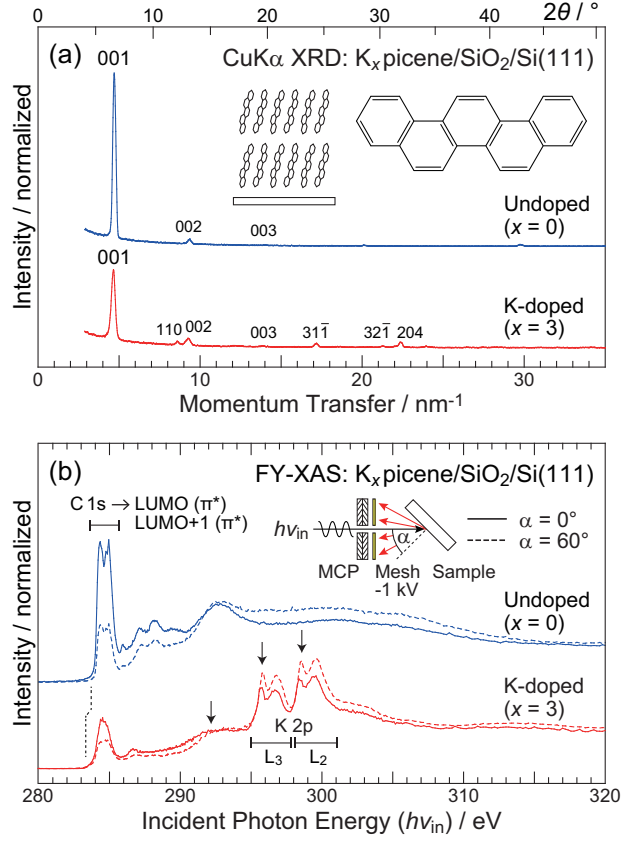 0 10 20 30 40 2θ / °
(a) CuKα XRD: Kₓpicene/SiO₂/Si(111)
001
Undoped
(x = 0)
002
003
001
K-doped
(x = 3)
110
002
003
311̄
321̄
204
Intensity / normalized
0 10 20 30
Momentum Transfer / nm⁻¹
(b) FY-XAS: Kₓpicene/SiO₂/Si(111)
C 1s → LUMO (π*)
LUMO+1 (π*)
hνᵢₙ
α
MCP Mesh Sample
-1 kV
α = 0°
α = 60°
Undoped
(x = 0)
K-doped
(x = 3)
K 2p
L₃ L₂
Intensity / normalized
280 290 300 310 320
Incident Photon Energy (hνᵢₙ) / eV